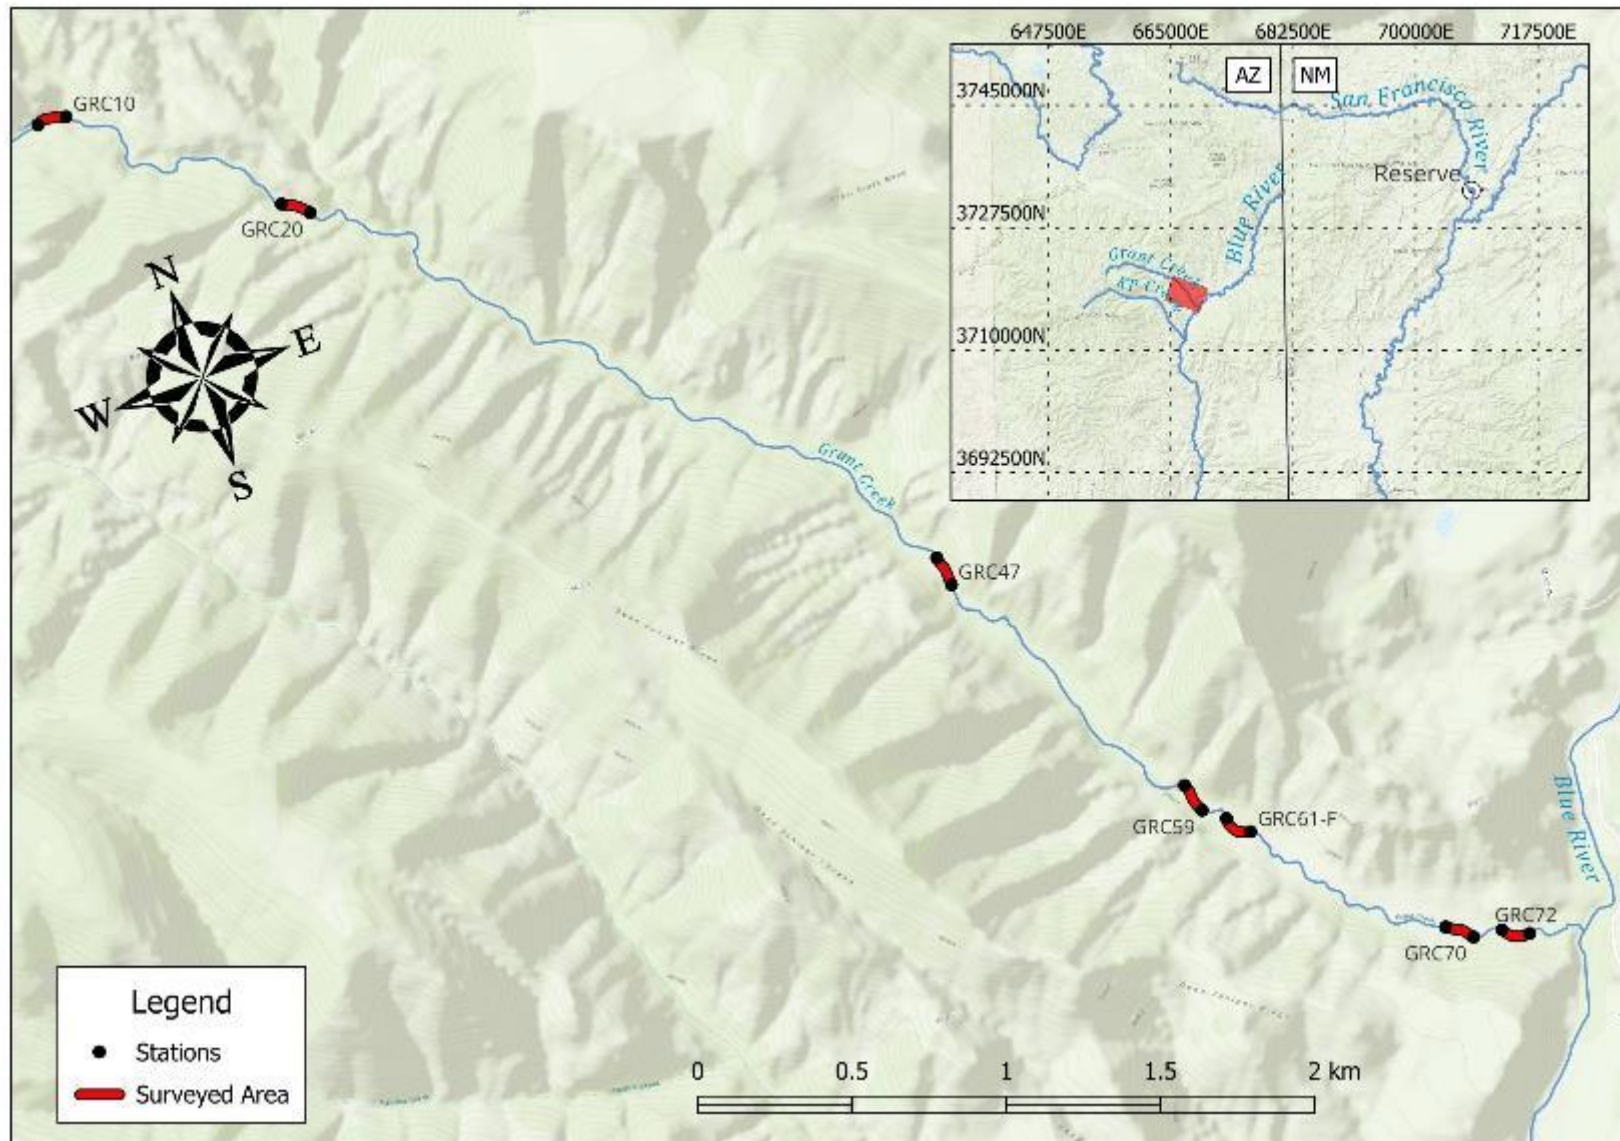 647500E 665000E 682500E 700000E 717500E
AZ NM
3745000N
San Francisco River
Reserve
3727500N
Blue River
Grant Creek
3710000N
3692500N
GRC10
GRC20
N
E
W
S
Grant Creek
GRC47
GRC59
GRC61-F
Blue River
GRC72
GRC70
Legend
Stations
Surveyed Area
0 0.5 1 1.5 2 km